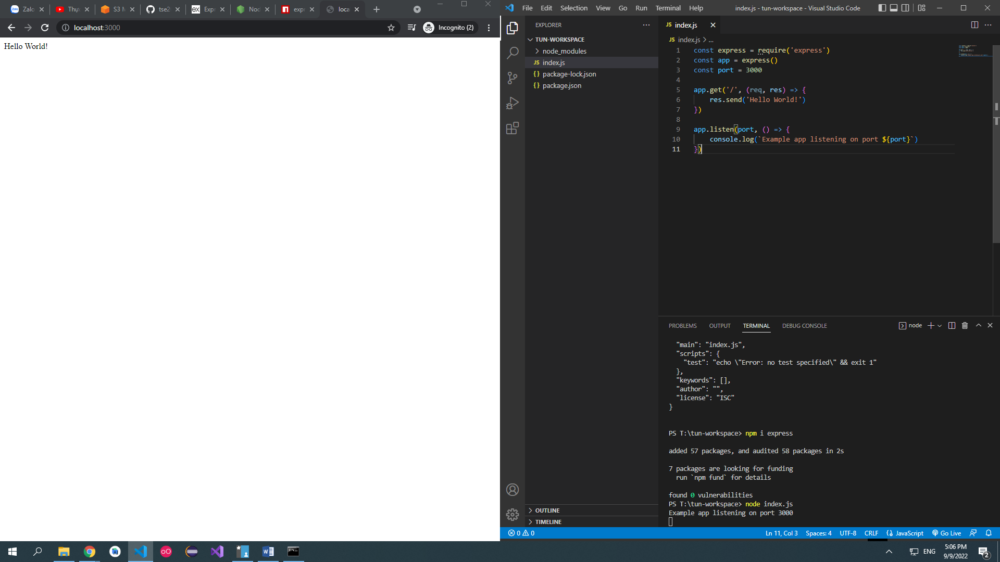 Zalo
Thự
S3 M
tse2
Expr
Nod
expr
loca
localhost:3000
Incognito (2)
Hello World!
File Edit Selection View Go Run Terminal Help
index.js - tun-workspace - Visual Studio Code
EXPLORER
TUN-WORKSPACE
node_modules
JS index.js
{} package-lock.json
{} package.json
OUTLINE
TIMELINE
JS index.js
JS index.js > ...
1 const express = require('express')
2 const app = express()
3 const port = 3000
4
5 app.get('/', (req, res) => {
6 res.send('Hello World!')
7 })
8
9 app.listen(port, () => {
10 console.log(`Example app listening on port ${port}`)
11 })
PROBLEMS OUTPUT TERMINAL DEBUG CONSOLE
node
"main": "index.js",
"scripts": {
"test": "echo \"Error: no test specified\" && exit 1"
},
"keywords": [],
"author": "",
"license": "ISC"
}
PS T:\tun-workspace> npm i express
added 57 packages, and audited 58 packages in 2s
7 packages are looking for funding
run `npm fund` for details
found 0 vulnerabilities
PS T:\tun-workspace> node index.js
Example app listening on port 3000
0 0
Ln 11, Col 3 Spaces: 4 UTF-8 CRLF {} JavaScript Go Live
ENG
5:06 PM
9/9/2022
2